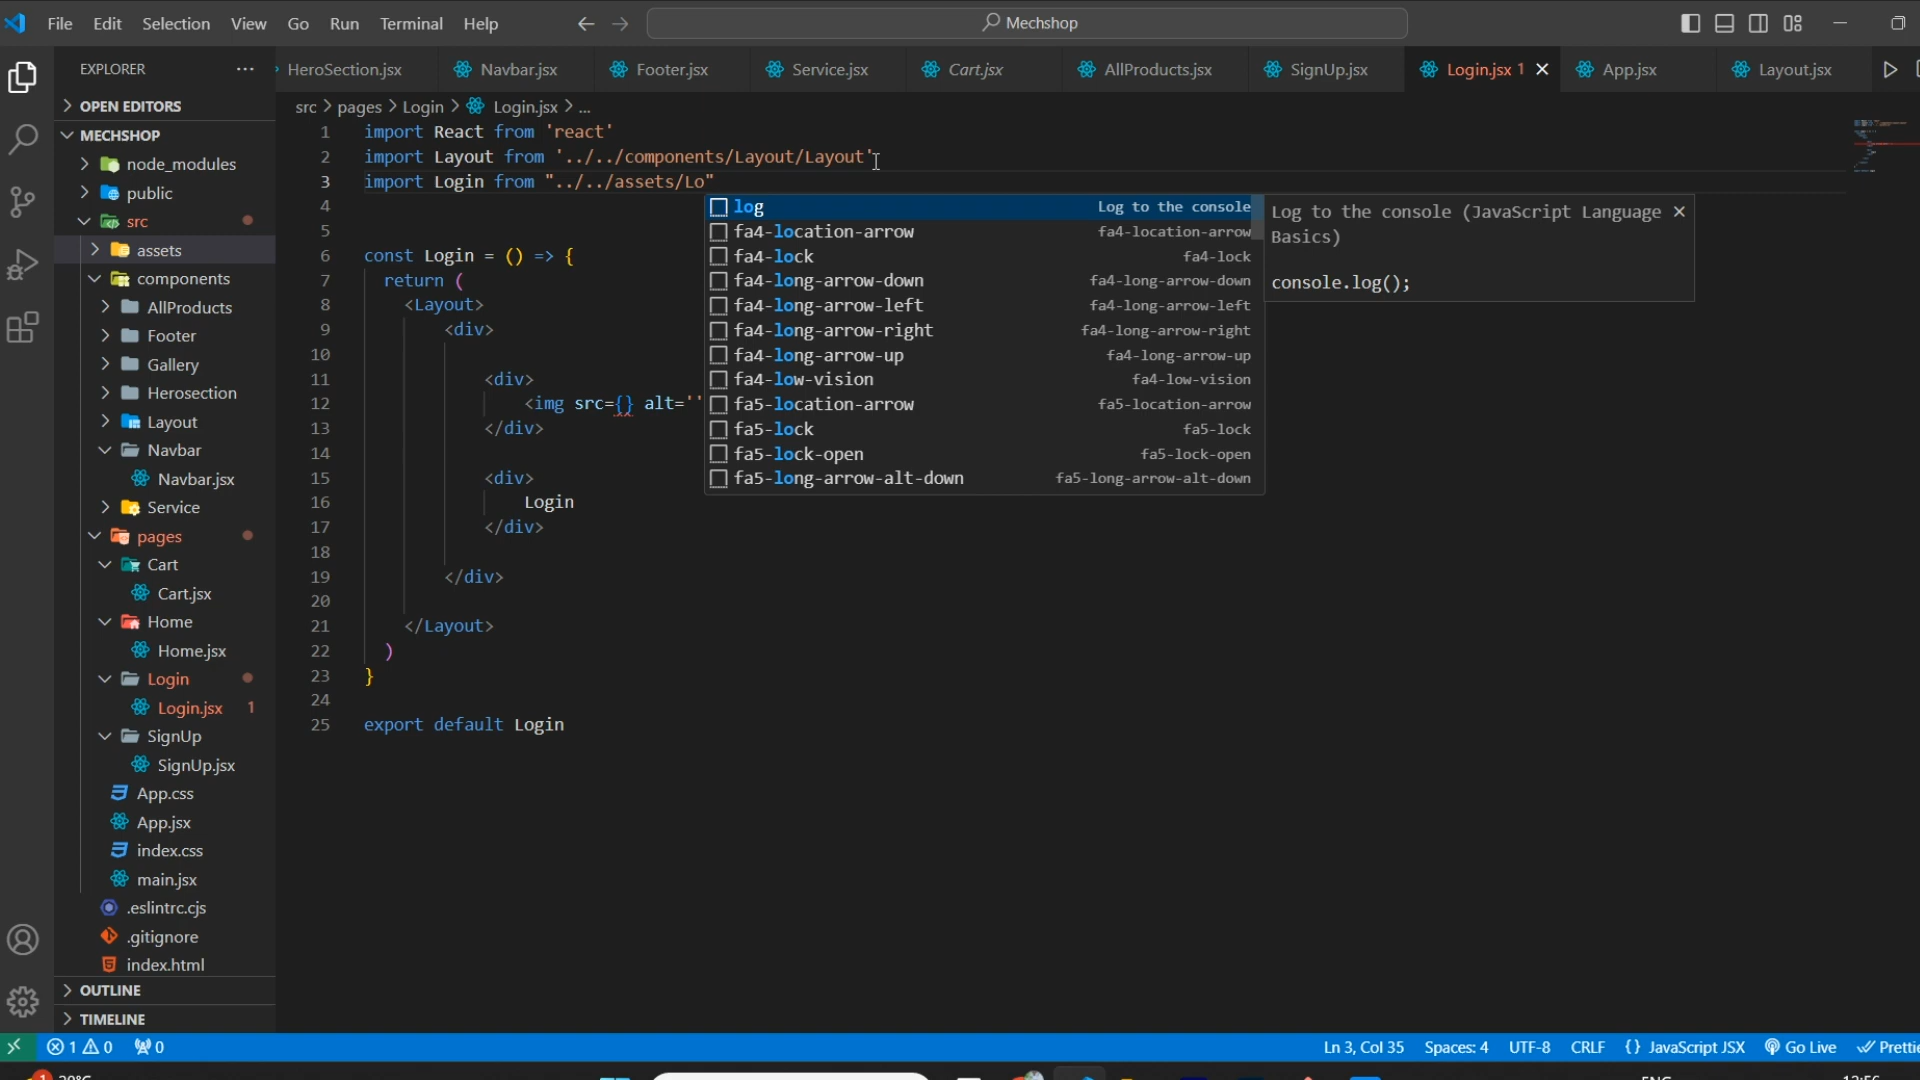 File Edit Selection View Go Run Terminal Help
Mechshop
EXPLORER
HeroSection.jsx Navbar.jsx Footer.jsx Service.jsx Cart.jsx AllProducts.jsx SignUp.jsx Login.jsx 1 App.jsx Layout.jsx
OPEN EDITORS
MECHSHOP
node_modules
public
src
assets
components
AllProducts
Footer
Gallery
Herosection
Layout
Navbar
Navbar.jsx
Service
pages
Cart
Cart.jsx
Home
Home.jsx
Login
Login.jsx 1
SignUp
SignUp.jsx
App.css
App.jsx
index.css
main.jsx
.eslintrc.cjs
.gitignore
index.html
OUTLINE
TIMELINE
src > pages > Login > Login.jsx > ...
1 import React from 'react'
2 import Layout from '../../components/Layout/Layout'
3 import Login from "../../assets/Lo"
4
5
6 const Login = () => {
7 return (
8 <Layout>
9 <div>
10
11 <div>
12 <img src={} alt=''
13 </div>
14
15 <div>
16 Login
17 </div>
18
19 </div>
20
21 </Layout>
22 )
23 }
24
25 export default Login
log Log to the console
fa4-location-arrow fa4-location-arrow
fa4-lock fa4-lock
fa4-long-arrow-down fa4-long-arrow-down
fa4-long-arrow-left fa4-long-arrow-left
fa4-long-arrow-right fa4-long-arrow-right
fa4-long-arrow-up fa4-long-arrow-up
fa4-low-vision fa4-low-vision
fa5-location-arrow fa5-location-arrow
fa5-lock fa5-lock
fa5-lock-open fa5-lock-open
fa5-long-arrow-alt-down fa5-long-arrow-alt-down
Log to the console (JavaScript Language
Basics)
console.log();
1 0 0 Ln 3, Col 35 Spaces: 4 UTF-8 CRLF {} JavaScript JSX Go Live